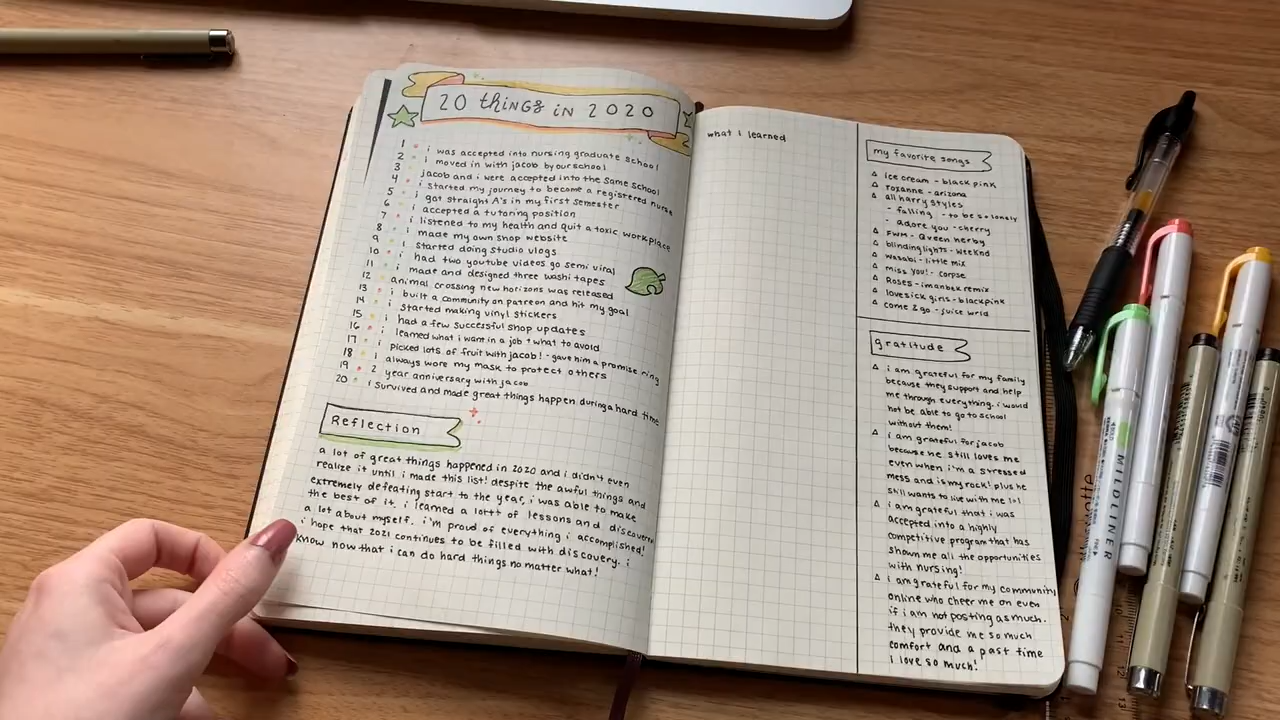 20 things in 2020
1 i was accepted into nursing graduate school
2 i moved in with jacob by our school
3 jacob and i were accepted into the same school
4 i started my journey to become a registered nurse
5 i got straight A's in my first semester
6 i accepted a tutoring position
7 i listened to my health and quit a toxic workplace
8 i made my own shop website
9 i started doing studio vlogs
10 i had two youtube videos go semi viral
11 i made and designed three washi tapes
12 animal crossing new horizons was released
13 i built a community on patreon and hit my goal
14 i started making vinyl stickers
15 i had a few successful shop updates
16 i learned what i want in a job + what to avoid
17 i picked lots of fruit with jacob! - gave him a promise ring
18 i always wore my mask to protect others
19 2 year anniversary with jacob
20 i survived and made great things happen during a hard time
Reflection
a lot of great things happened in 2020 and i didn't even
realize it until i made this list! despite the awful things and
extremely defeating start to the year, i was able to make
the best of it. i learned a lott of lessons and discovered
a lot about myself. i'm proud of everything i accomplished!
i hope that 2021 continues to be filled with discovery. i
know now that i can do hard things no matter what!
what i learned
my favorite songs
ice cream - black pink
roxanne - arizona
all harry styles
- falling - to be so lonely
- adore you - cherry
FWM - Queen herby
blinding lights - weeknd
wasabi - little mix
miss you! - corpse
Roses - imanbek remix
lovesick girls - blackpink
come & go - juice wrld
gratitude
i am grateful for my family
because they support and help
me through everything. i would
not be able to go to school
without them!
i am grateful for jacob
because he still loves me
even when i'm a stressed
mess and is my rock! plus he
still wants to live with me lol
i am grateful that i was
accepted into a highly
competitive program that has
shown me all the opportunities
with nursing!
i am grateful for my community
online who cheer me on even
if i am not posting as much.
they provide me so much
comfort and a past time
i love so much!
MILDLINER
11
12
13